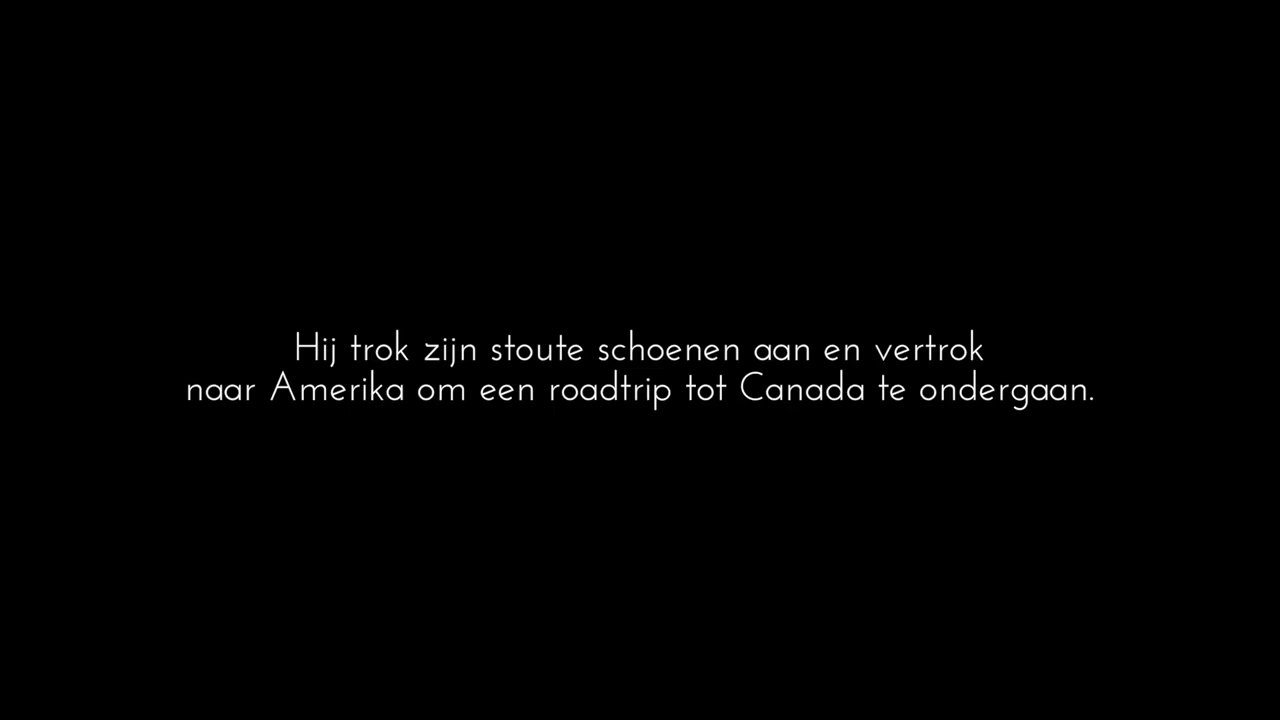 Hij trok zijn stoute schoenen aan en vertrok
naar Amerika om een roadtrip tot Canada te ondergaan.